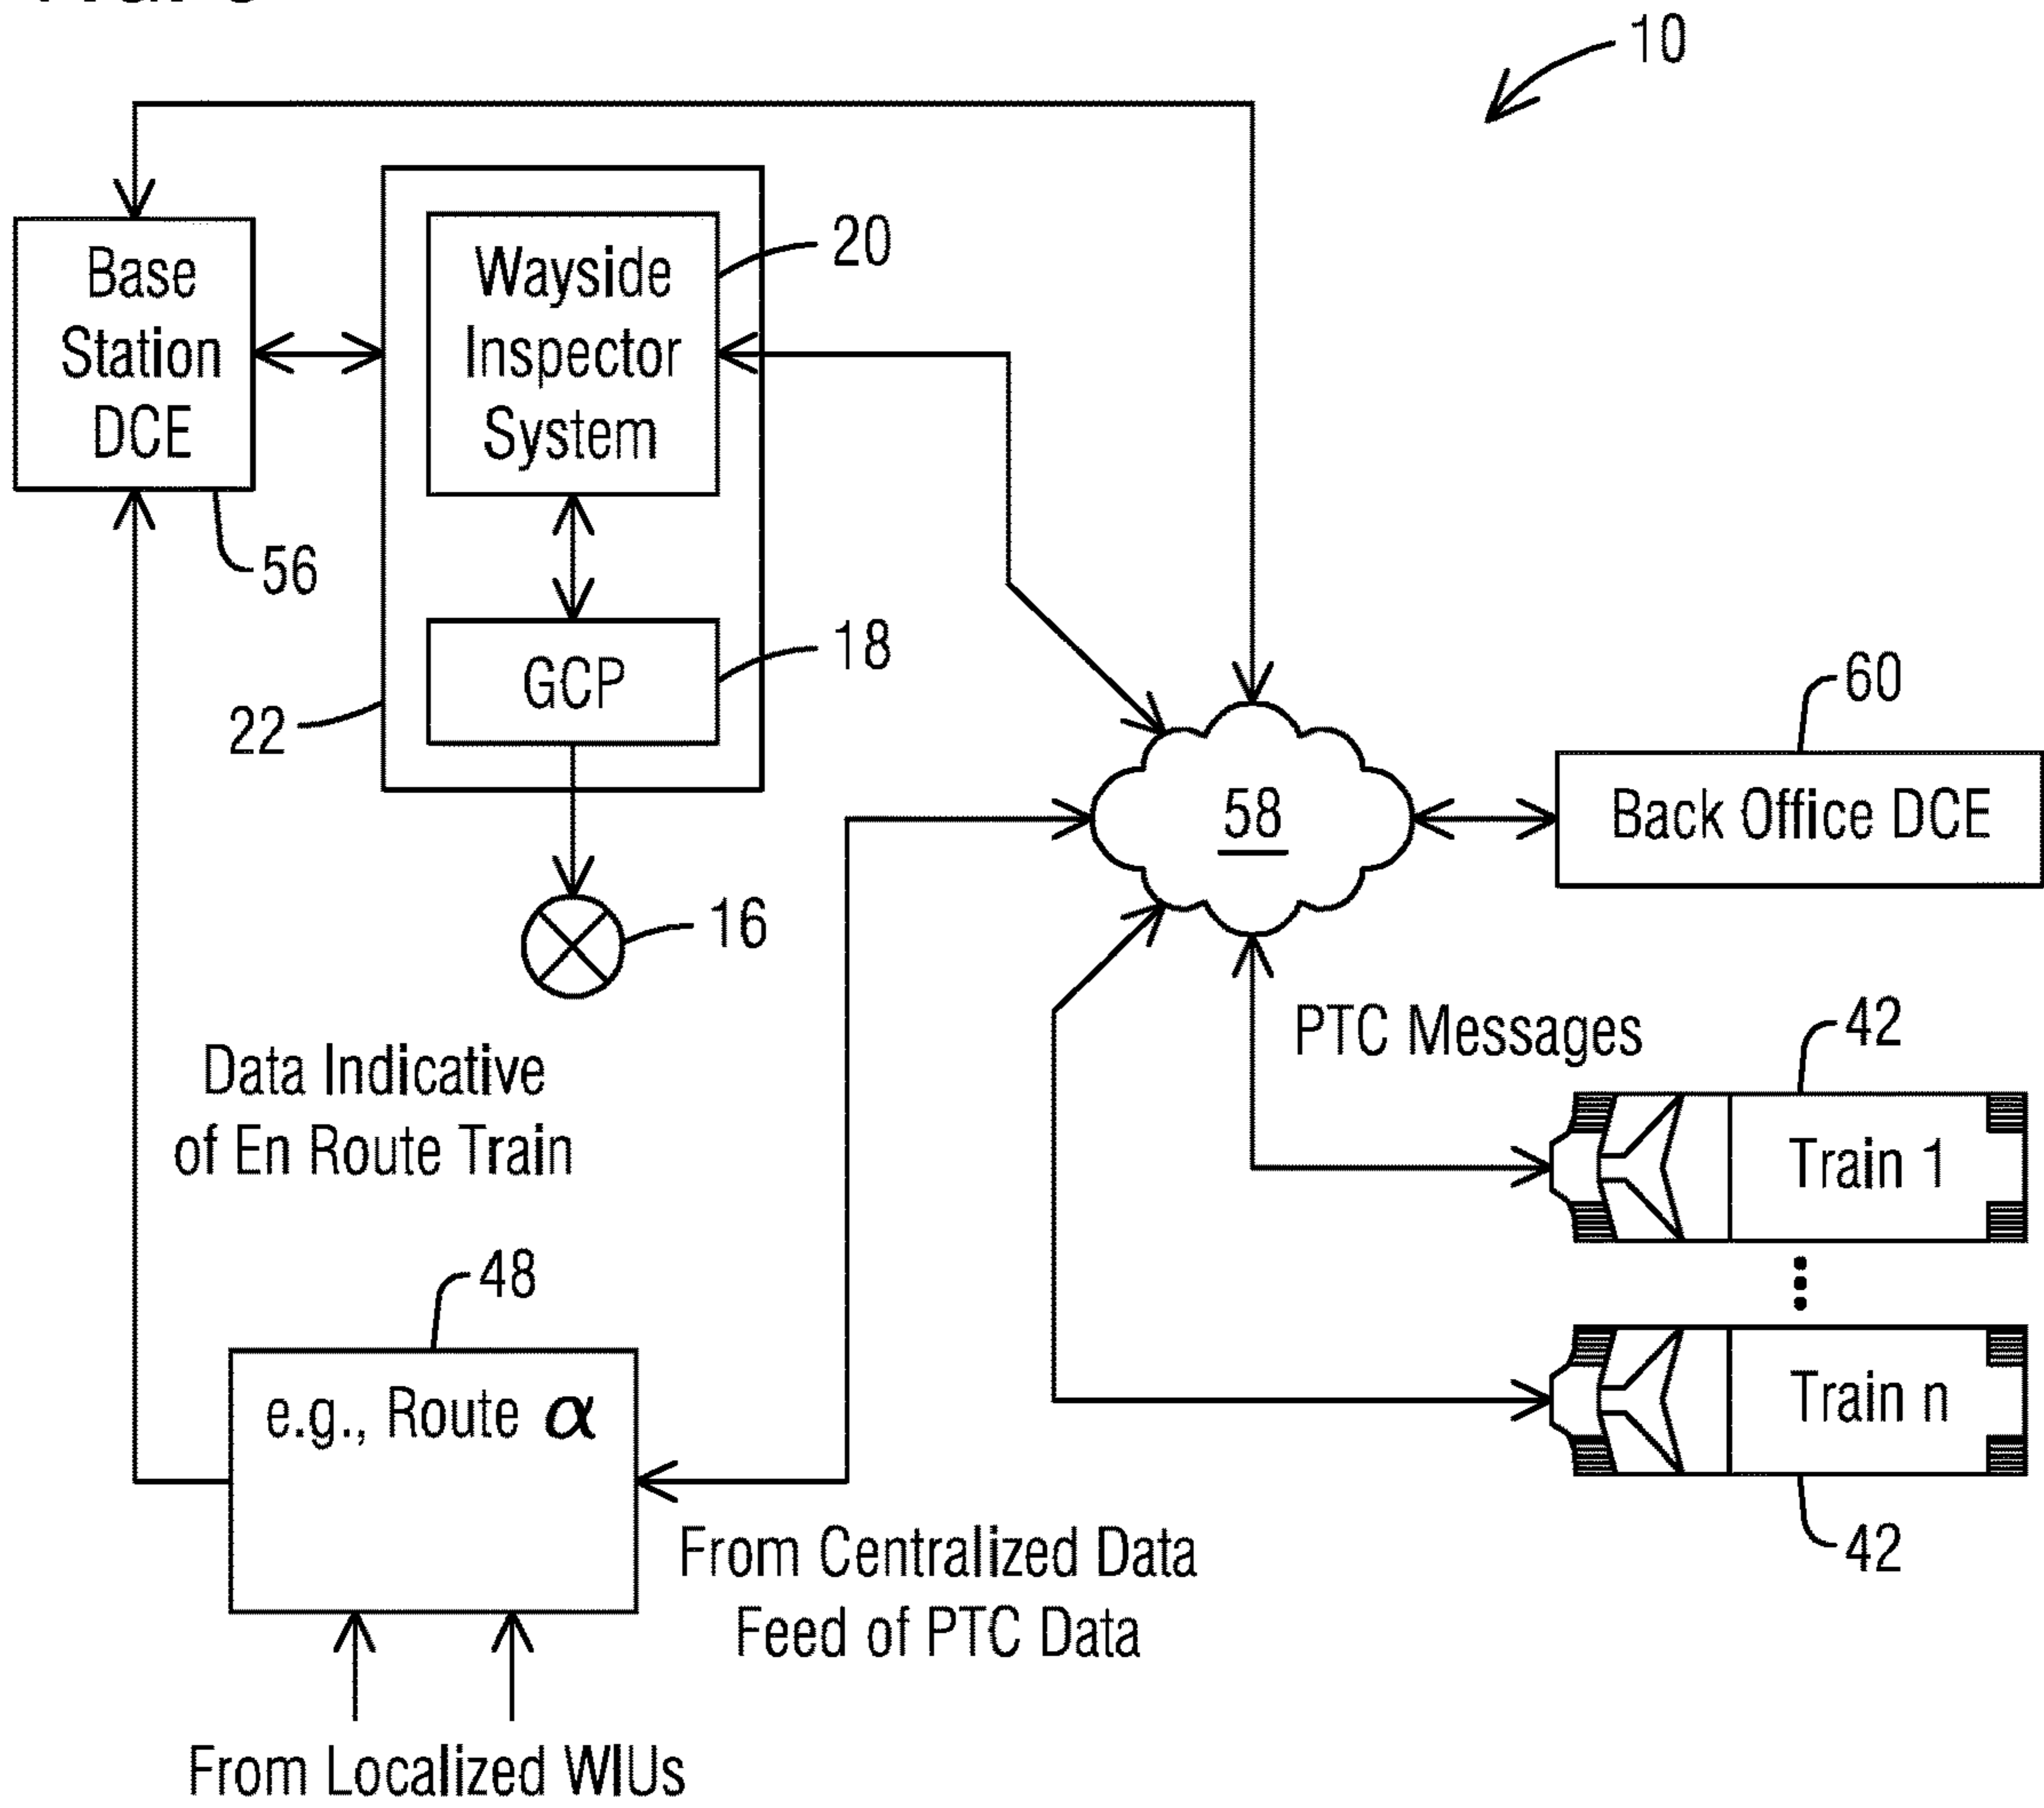 10
Base
Station
DCE
Wayside
Inspector
System
20
56
GCP
18
22
60
58
Back Office DCE
16
PTC Messages
42
Data Indicative
of En Route Train
Train 1
48
e.g., Route α
Train n
From Centralized Data
Feed of PTC Data
42
From Localized WIUs